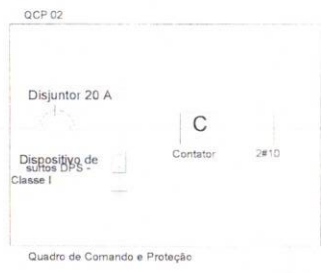 QCP 02
Disjuntor 20 A
C
Contator
2#10
Dispositivo de
surtos DPS -
Classe I
Quadro de Comando e Proteção